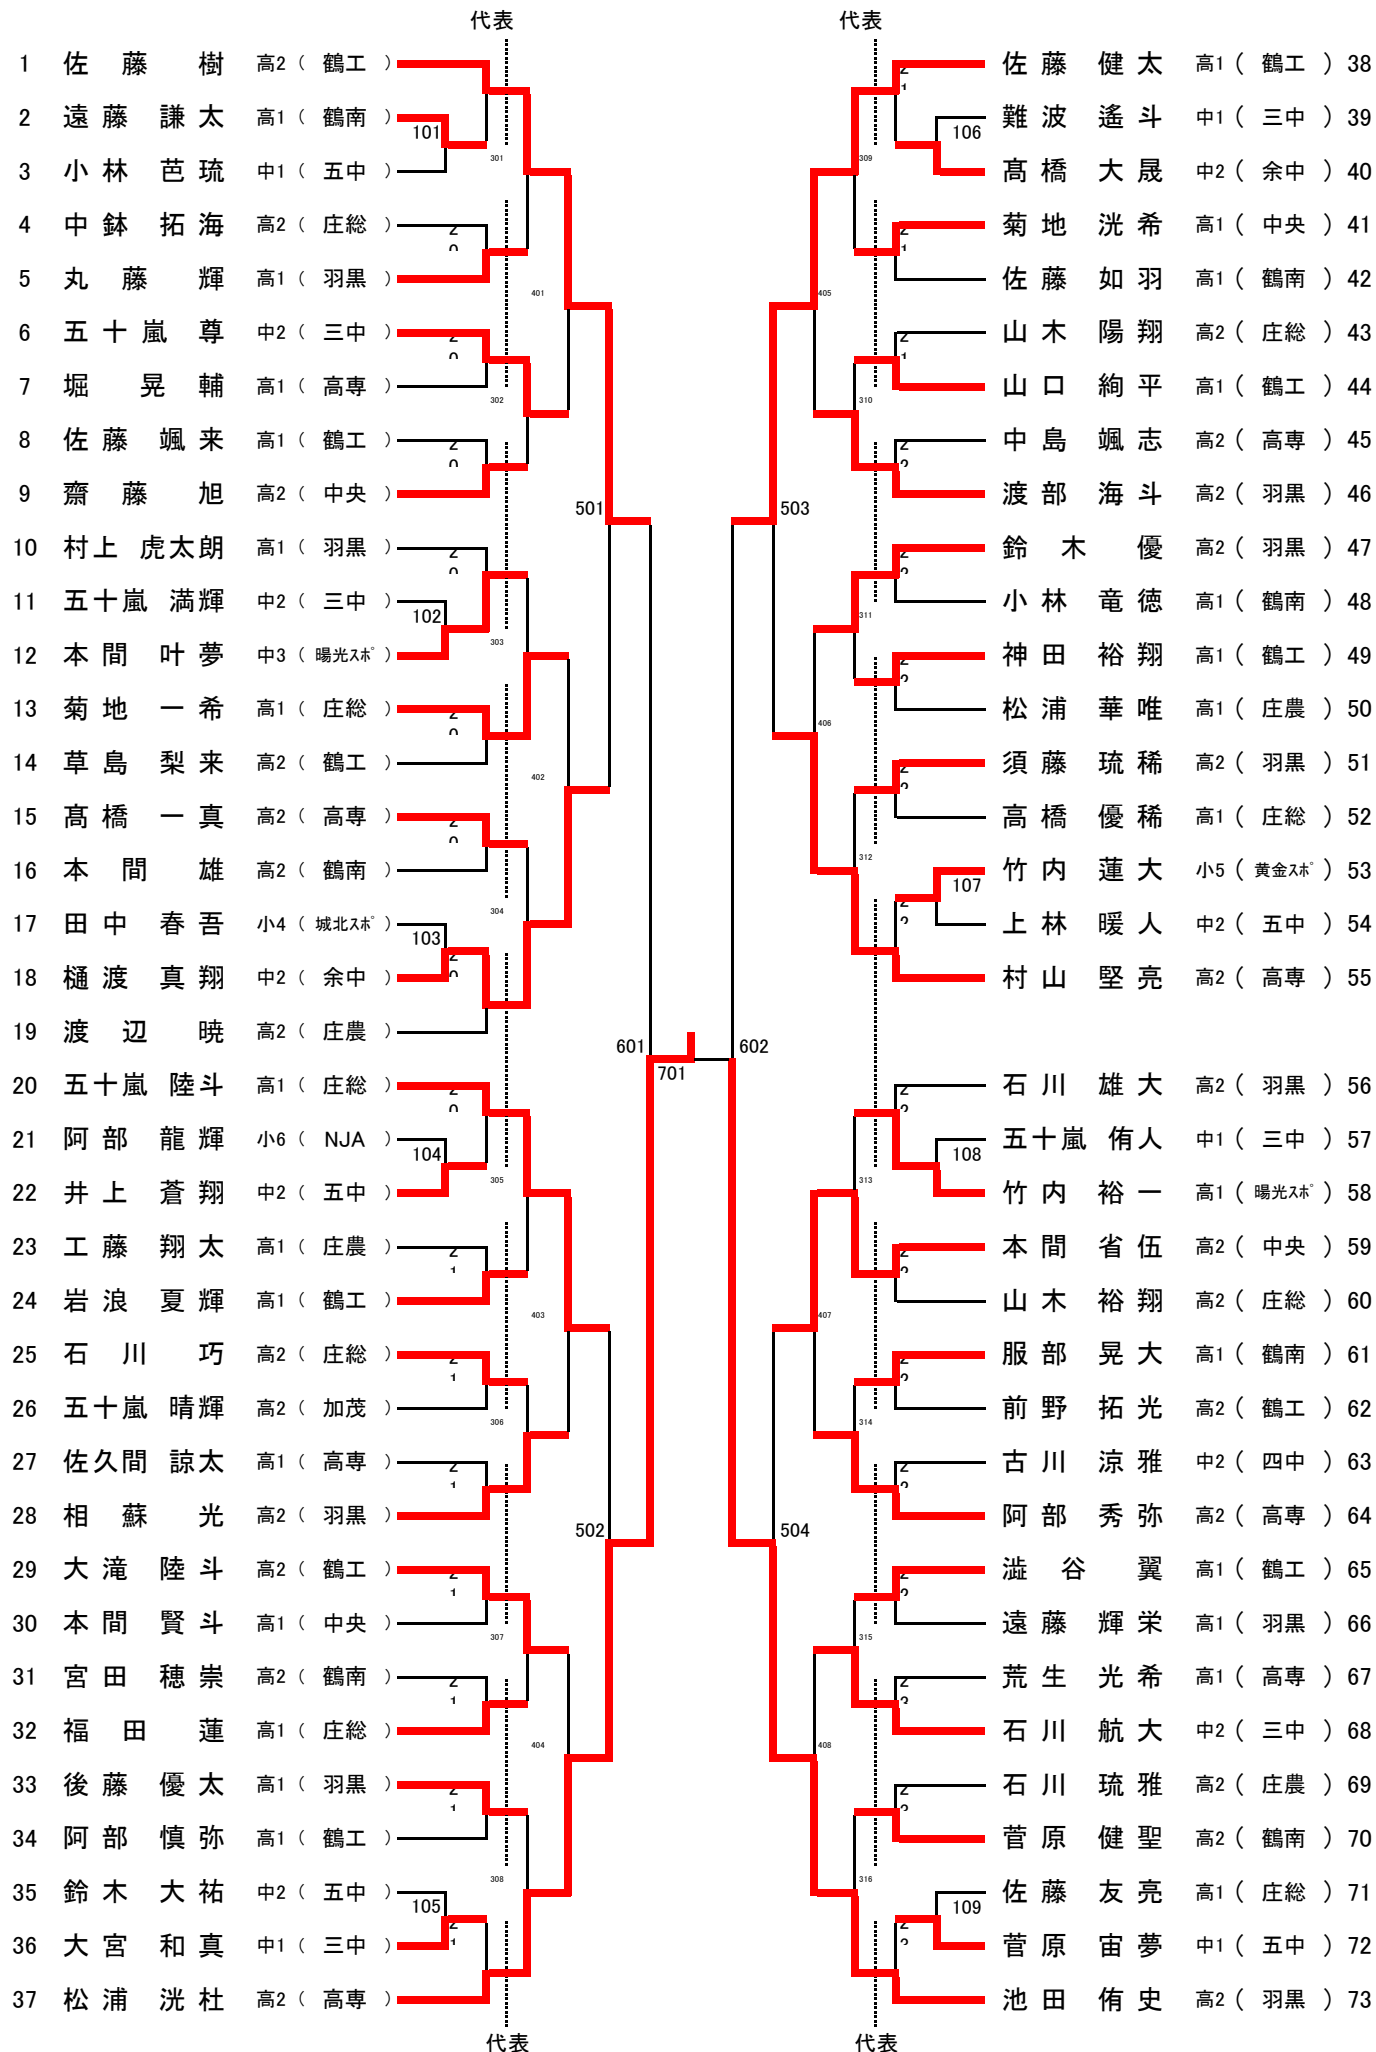 代表 代表
1 佐藤樹 高2 ( 鶴工 )
2 遠藤謙太 高1 ( 鶴南 )
101
3 小林芭琉 中1 ( 五中 )
301
4 中鉢拓海 高2 ( 庄総 )
5 丸藤輝 高1 ( 羽黒 )
401
6 五十嵐尊 中2 ( 三中 )
7 堀晃輔 高1 ( 高専 )
302
8 佐藤颯来 高1 ( 鶴工 )
9 齋藤旭 高2 ( 中央 )
501
10 村上虎太朗 高1 ( 羽黒 )
11 五十嵐満輝 中2 ( 三中 )
102
303
12 本間叶夢 中3 ( 暘光スポ )
13 菊地一希 高1 ( 庄総 )
14 草島梨来 高2 ( 鶴工 )
402
15 髙橋一真 高2 ( 高専 )
16 本間雄 高2 ( 鶴南 )
304
17 田中春吾 小4 ( 城北スポ )
103
18 樋渡真翔 中2 ( 余中 )
19 渡辺暁 高2 ( 庄農 )
601
701
20 五十嵐陸斗 高1 ( 庄総 )
21 阿部龍輝 小6 ( NJA )
104
305
22 井上蒼翔 中2 ( 五中 )
23 工藤翔太 高1 ( 庄農 )
24 岩浪夏輝 高1 ( 鶴工 )
403
25 石川巧 高2 ( 庄総 )
26 五十嵐晴輝 高2 ( 加茂 )
306
27 佐久間諒太 高1 ( 高専 )
28 相蘇光 高2 ( 羽黒 )
502
29 大滝陸斗 高2 ( 鶴工 )
30 本間賢斗 高1 ( 中央 )
307
31 宮田穂崇 高2 ( 鶴南 )
32 福田蓮 高1 ( 庄総 )
404
33 後藤優太 高1 ( 羽黒 )
34 阿部慎弥 高1 ( 鶴工 )
308
35 鈴木大祐 中2 ( 五中 )
105
36 大宮和真 中1 ( 三中 )
37 松浦洸杜 高2 ( 高専 )
代表
佐藤健太 高1 ( 鶴工 ) 38
難波遙斗 中1 ( 三中 ) 39
106
309
髙橋大晟 中2 ( 余中 ) 40
菊地洸希 高1 ( 中央 ) 41
佐藤如羽 高1 ( 鶴南 ) 42
405
山木陽翔 高2 ( 庄総 ) 43
山口絢平 高1 ( 鶴工 ) 44
310
中島颯志 高2 ( 高専 ) 45
渡部海斗 高2 ( 羽黒 ) 46
503
鈴木優 高2 ( 羽黒 ) 47
小林竜徳 高1 ( 鶴南 ) 48
311
神田裕翔 高1 ( 鶴工 ) 49
松浦華唯 高1 ( 庄農 ) 50
406
須藤琉稀 高2 ( 羽黒 ) 51
高橋優稀 高1 ( 庄総 ) 52
312
竹内蓮大 小5 ( 黄金スポ ) 53
107
上林暖人 中2 ( 五中 ) 54
村山堅亮 高2 ( 高専 ) 55
602
石川雄大 高2 ( 羽黒 ) 56
五十嵐侑人 中1 ( 三中 ) 57
108
313
竹内裕一 高1 ( 暘光スポ ) 58
本間省伍 高2 ( 中央 ) 59
山木裕翔 高2 ( 庄総 ) 60
407
服部晃大 高1 ( 鶴南 ) 61
前野拓光 高2 ( 鶴工 ) 62
314
古川涼雅 中2 ( 四中 ) 63
阿部秀弥 高2 ( 高専 ) 64
504
澁谷翼 高1 ( 鶴工 ) 65
遠藤輝栄 高1 ( 羽黒 ) 66
315
荒生光希 高1 ( 高専 ) 67
石川航大 中2 ( 三中 ) 68
408
石川琉雅 高2 ( 庄農 ) 69
菅原健聖 高2 ( 鶴南 ) 70
316
佐藤友亮 高1 ( 庄総 ) 71
109
菅原宙夢 中1 ( 五中 ) 72
池田侑史 高2 ( 羽黒 ) 73
代表